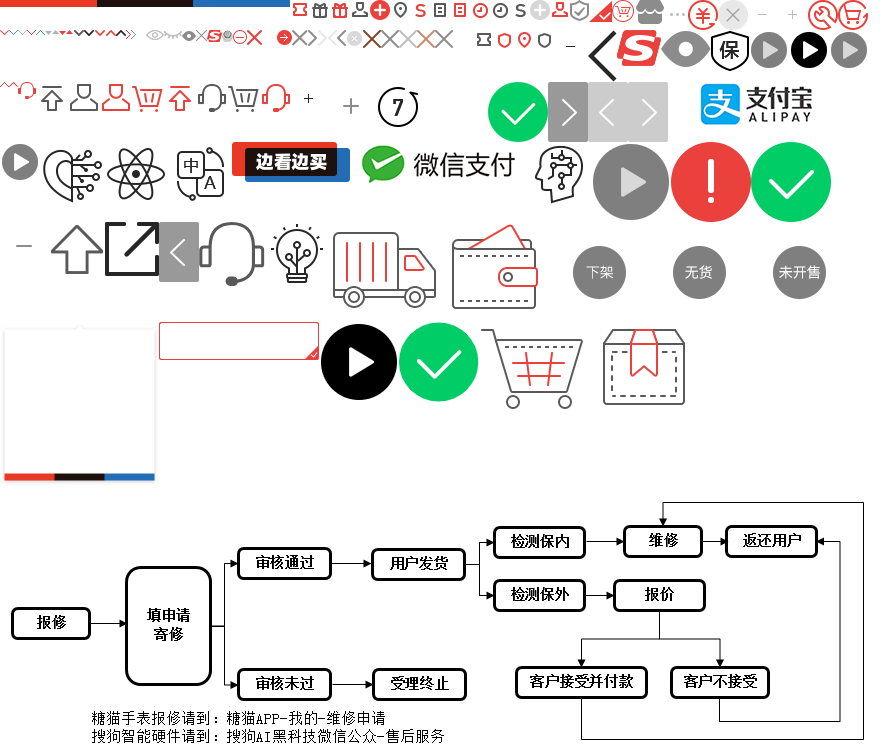 保
7
支付宝
ALIPAY
中
A
边看边买
微信支付
下架
无货
未开售
检测保内
维修
返还用户
审核通过
用户发货
检测保外
报价
报修
填申请
寄修
审核未过
受理终止
客户接受并付款
客户不接受
糖猫手表报修请到：糖猫APP-我的-维修申请
搜狗智能硬件请到：搜狗AI黑科技微信公众-售后服务